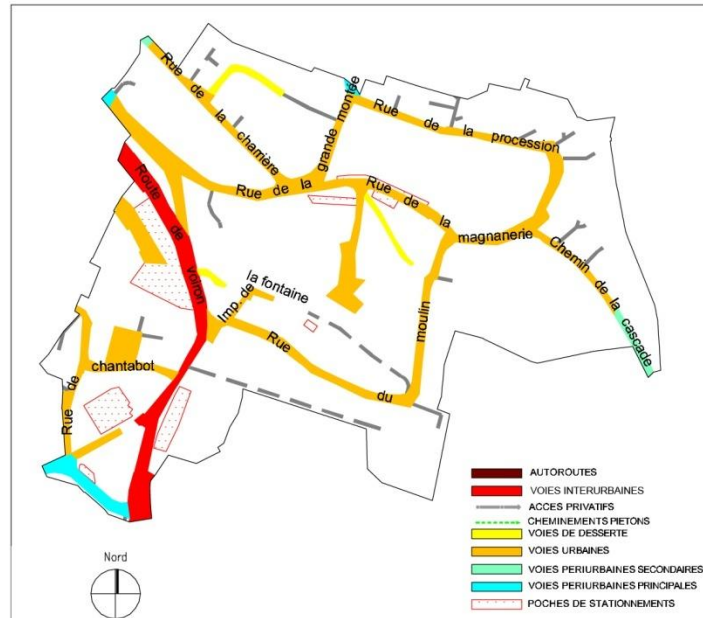 Rue de la charrière
Rue de la grande montée
Rue de la procession
Route de voiron
Rue de la magnanerie
Chemin de la cascade
Imp. de la fontaine
Rue du moulin
Rue de chantabot
Nord
AUTOROUTES
VOIES INTERURBAINES
ACCES PRIVATIFS
CHEMINEMENTS PIETONS
VOIES DE DESSERTE
VOIES URBAINES
VOIES PERIURBAINES SECONDAIRES
VOIES PERIURBAINES PRINCIPALES
POCHES DE STATIONNEMENTS